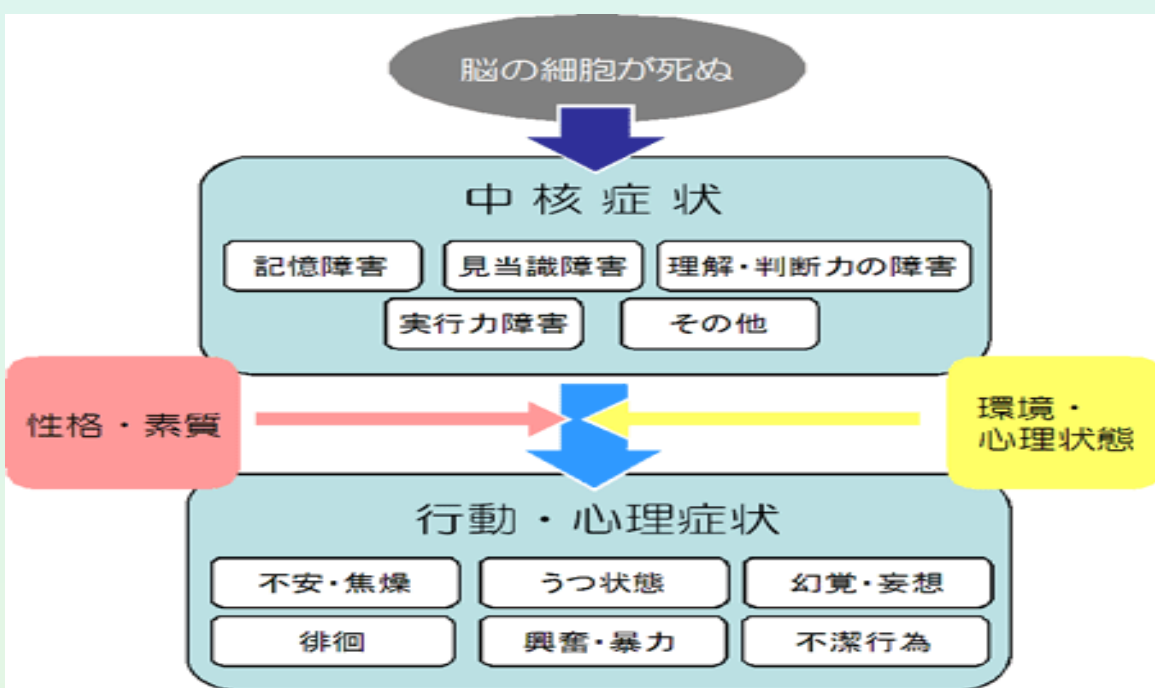 脳の細胞が死ぬ
中核症状
記憶障害
見当識障害
理解・判断力の障害
実行力障害
その他
性格・素質
環境・
心理状態
行動・心理症状
不安・焦燥
うつ状態
幻覚・妄想
徘徊
興奮・暴力
不潔行為